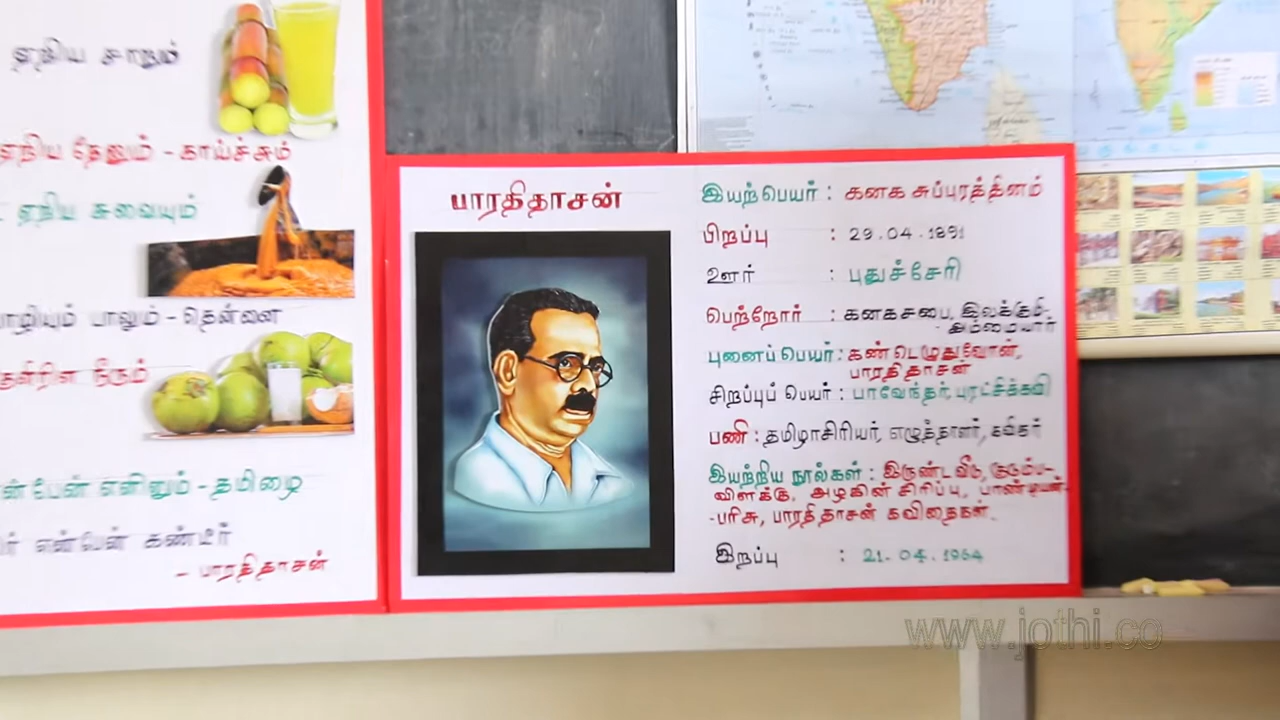 ஏறிய சாறும்
ஏறிய தேனும் - காய்ச்சும்
ஏறிய சுவையும்
பாலும் - தென்னை
நீரும்
என்பேன் எனிலும் - தமிழை
என்பேன் கண்டீர்
- பாரதிதாசன்
பாரதிதாசன்
இயற்பெயர் : கனக சுப்புரத்தினம்
பிறப்பு : 29.04.1891
ஊர் : புதுச்சேரி
பெற்றோர் : கனகசபை, இலக்குமி-
அம்மையார்
புனைப்பெயர் : கண்டெழுதுவோன்,
பாரதிதாசன்
சிறப்புப் பெயர் : பாவேந்தர், புரட்சிக்கவி
பணி : தமிழாசிரியர், எழுத்தாளர், கவிஞர்
இயற்றிய நூல்கள் : இருண்டவீடு, குடும்ப-
விளக்கு, அழகின் சிரிப்பு, பாண்டியன்-
-பரிசு, பாரதிதாசன் கவிதைகள்.
இறப்பு : 21.04.1964
www.jothi.co